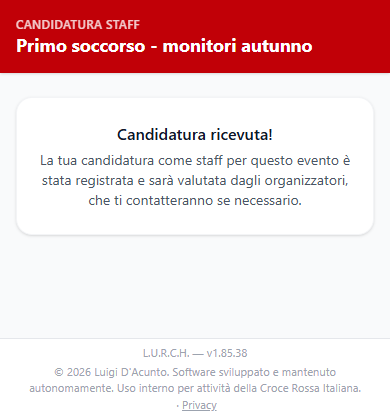 CANDIDATURA STAFF
Primo soccorso - monitori autunno
Candidatura ricevuta!
La tua candidatura come staff per questo evento è
stata registrata e sarà valutata dagli organizzatori,
che ti contatteranno se necessario.
L.U.R.C.H. — v1.85.38
© 2026 Luigi D'Acunto. Software sviluppato e mantenuto
autonomamente. Uso interno per attività della Croce Rossa Italiana.
· Privacy